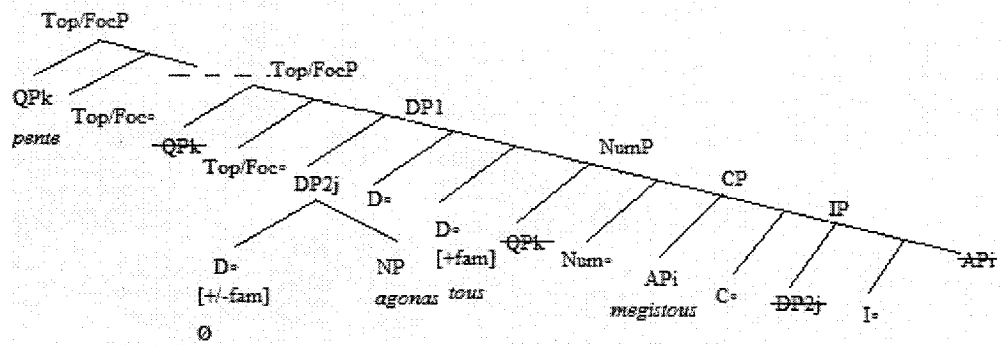 Top/FocP
Top/FocP
QPk
Top/Foc=
DP1
pente
QPk
Top/Foc=
NumP
DP2j
D=
CP
D=
QPk
IP
D=
NP
[+fam]
Num=
APi
APi
[+/-fam]
agonas
tous
megistous
C=
DP2j
I=
Ø